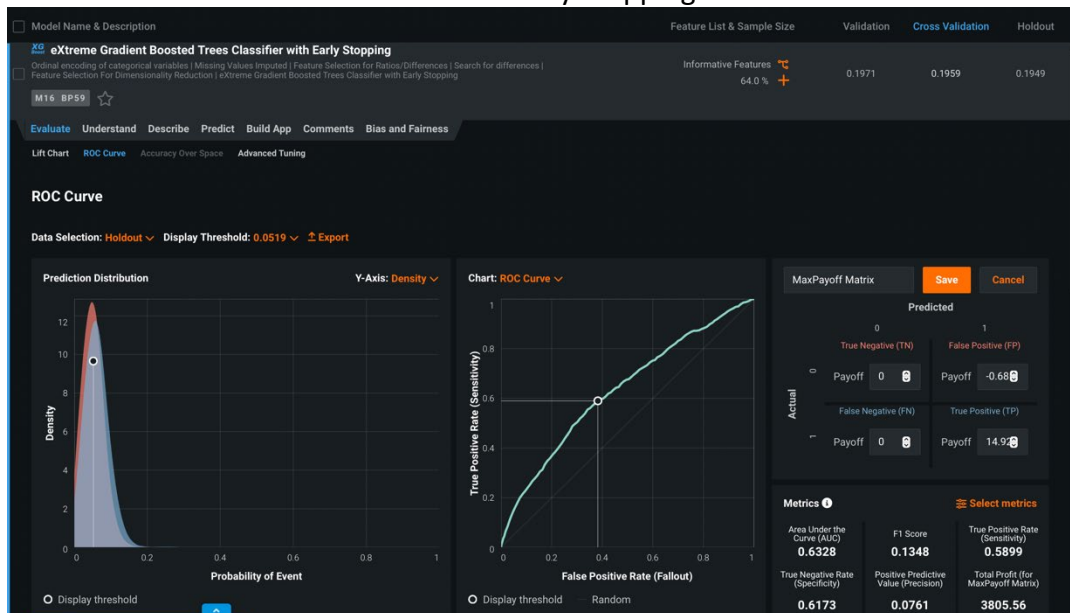 Model Name & Description
Feature List & Sample Size
Validation
Cross Validation
Holdout
XG Boost eXtreme Gradient Boosted Trees Classifier with Early Stopping
Ordinal encoding of categorical variables | Missing Values Imputed | Feature Selection for Ratios/Differences | Search for differences |
Feature Selection For Dimensionality Reduction | eXtreme Gradient Boosted Trees Classifier with Early Stopping
Informative Features
64.0 %
0.1971
0.1959
0.1949
M16 BP59
Evaluate Understand Describe Predict Build App Comments Bias and Fairness
Lift Chart ROC Curve Accuracy Over Space Advanced Tuning
ROC Curve
Data Selection: Holdout Display Threshold: 0.0519 Export
Prediction Distribution
Y-Axis: Density
12
10
8
6
4
2
0
Density
0 0.2 0.4 0.6 0.8 1
Probability of Event
Display threshold
Chart: ROC Curve
1
0.8
0.6
0.4
0.2
0
True Positive Rate (Sensitivity)
0 0.2 0.4 0.6 0.8 1
False Positive Rate (Fallout)
Display threshold Random
MaxPayoff Matrix
Save
Cancel
Predicted
0 1
True Negative (TN) False Positive (FP)
Actual
0
Payoff 0 Payoff -0.68
False Negative (FN) True Positive (TP)
1
Payoff 0 Payoff 14.92
Metrics
Select metrics
Area Under the
Curve (AUC)
0.6328
F1 Score
0.1348
True Positive Rate
(Sensitivity)
0.5899
True Negative Rate
(Specificity)
0.6173
Positive Predictive
Value (Precision)
0.0761
Total Profit (for
MaxPayoff Matrix)
3805.56